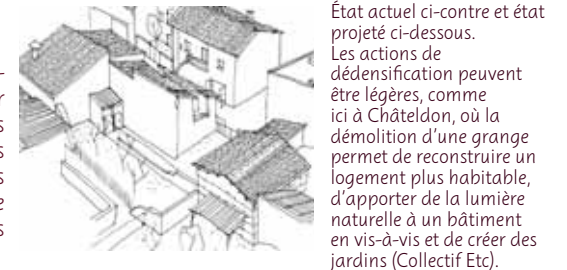 État actuel ci-contre et état
projeté ci-dessous.
Les actions de
dédensification peuvent
être légères, comme
ici à Châteldon, où la
démolition d’une grange
permet de reconstruire un
logement plus habitable,
d’apporter de la lumière
naturelle à un bâtiment
en vis-à-vis et de créer des
jardins (Collectif Etc).